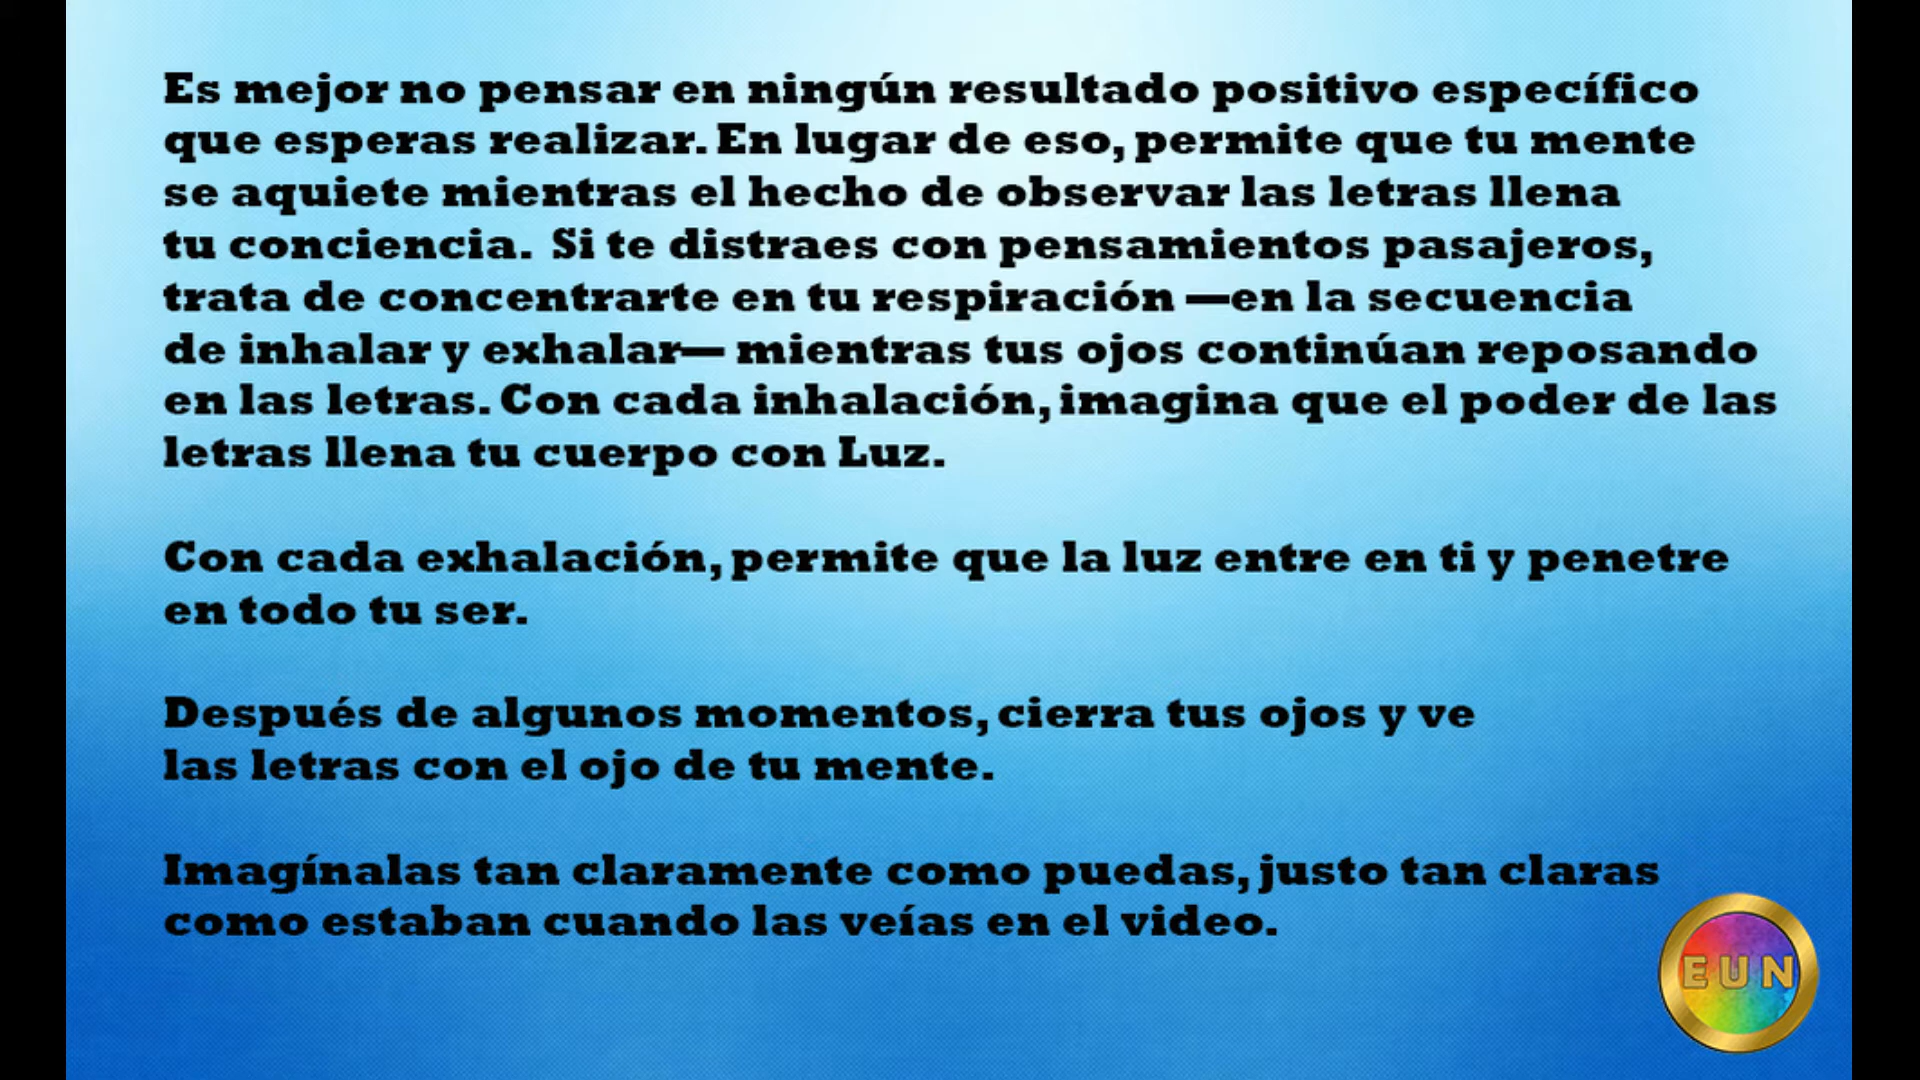 Es mejor no pensar en ningún resultado positivo específico
que esperas realizar. En lugar de eso, permite que tu mente
se aquiete mientras el hecho de observar las letras llena
tu conciencia. Si te distraes con pensamientos pasajeros,
trata de concentrarte en tu respiración —en la secuencia
de inhalar y exhalar— mientras tus ojos continúan reposando
en las letras. Con cada inhalación, imagina que el poder de las
letras llena tu cuerpo con Luz.
Con cada exhalación, permite que la luz entre en ti y penetre
en todo tu ser.
Después de algunos momentos, cierra tus ojos y ve
las letras con el ojo de tu mente.
Imagínalas tan claramente como puedas, justo tan claras
como estaban cuando las veías en el video.
EUN